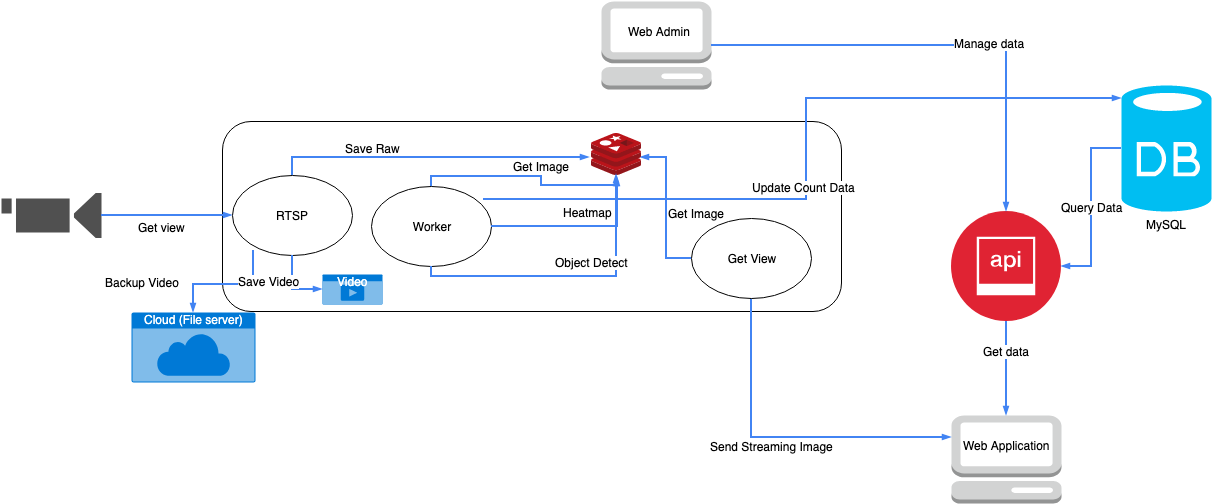 Web Admin
Manage data
DB
MySQL
Save Raw
Get Image
Update Count Data
RTSP
Worker
Heatmap
Get Image
Query Data
Get view
Object Detect
Get View
api
Backup Video
Save Video
Video
Cloud (File server)
Get data
Send Streaming Image
Web Application